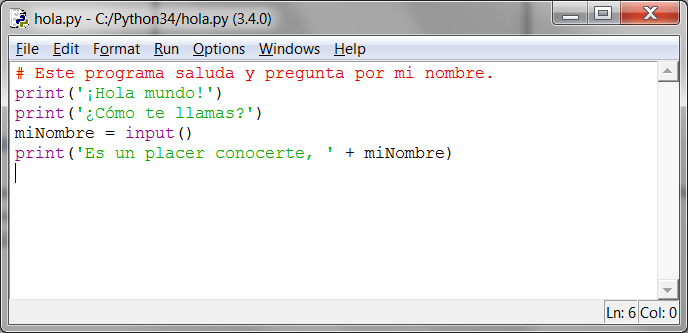 hola.py - C:/Python34/hola.py (3.4.0)
File Edit Format Run Options Windows Help
# Este programa saluda y pregunta por mi nombre.
print('¡Hola mundo!')
print('¿Cómo te llamas?')
miNombre = input()
print('Es un placer conocerte, ' + miNombre)
Ln: 6 Col: 0